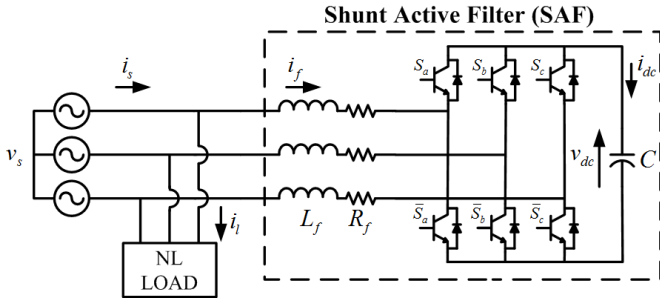 Shunt Active Filter (SAF)
i_s
i_f
S_a
S_b
S_c
i_dc
v_s
v_dc
C
i_l
L_f
R_f
S̅_a
S̅_b
S̅_c
NL
LOAD